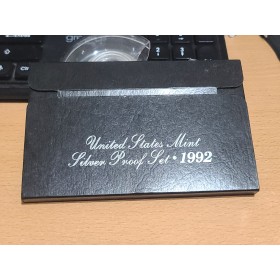 United States Mint
Silver Proof Set • 1992